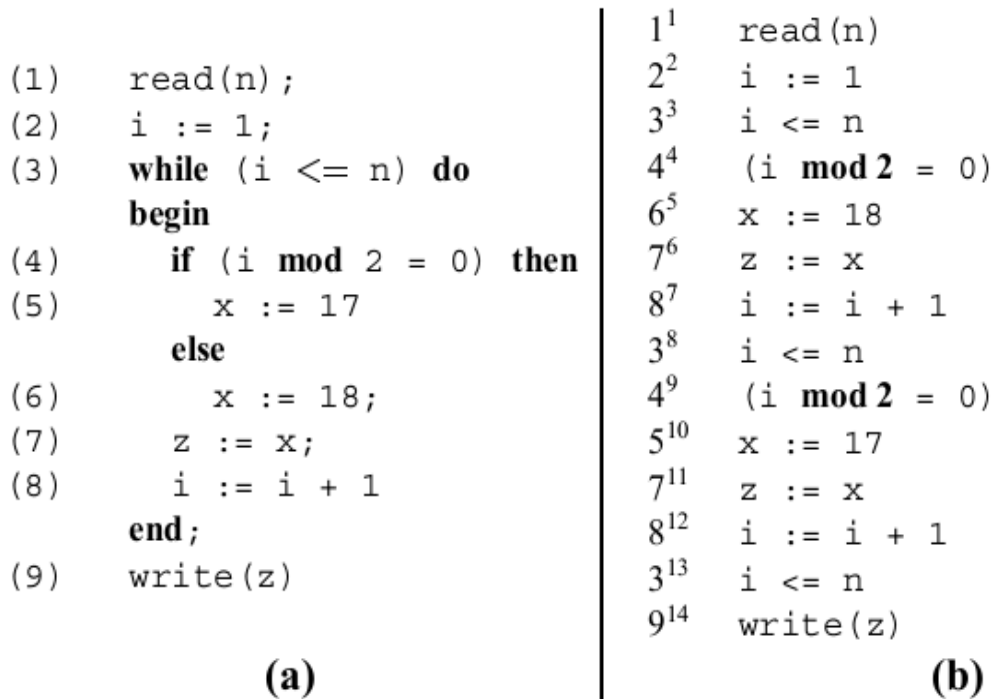 (1) read(n);
(2) i := 1;
(3) while (i <= n) do
begin
(4) if (i mod 2 = 0) then
(5) x := 17
else
(6) x := 18;
(7) z := x;
(8) i := i + 1
end;
(9) write(z)
(a)
1¹ read(n)
2² i := 1
3³ i <= n
4⁴ (i mod 2 = 0)
6⁵ x := 18
7⁶ z := x
8⁷ i := i + 1
3⁸ i <= n
4⁹ (i mod 2 = 0)
5¹⁰ x := 17
7¹¹ z := x
8¹² i := i + 1
3¹³ i <= n
9¹⁴ write(z)
(b)